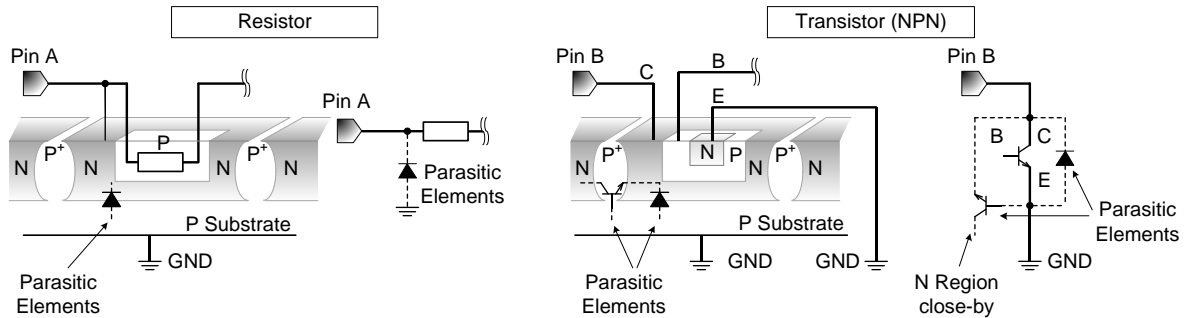 Resistor
Transistor (NPN)
Pin A
Pin B
C
B
E
Pin B
Pin A
N
P+
N
P
N
P+
N
Parasitic
Elements
P Substrate
GND
Parasitic
Elements
N
P+
N
N
P
N
P+
N
P Substrate
GND
GND
Parasitic
Elements
B
C
E
Parasitic
Elements
GND
N Region
close-by